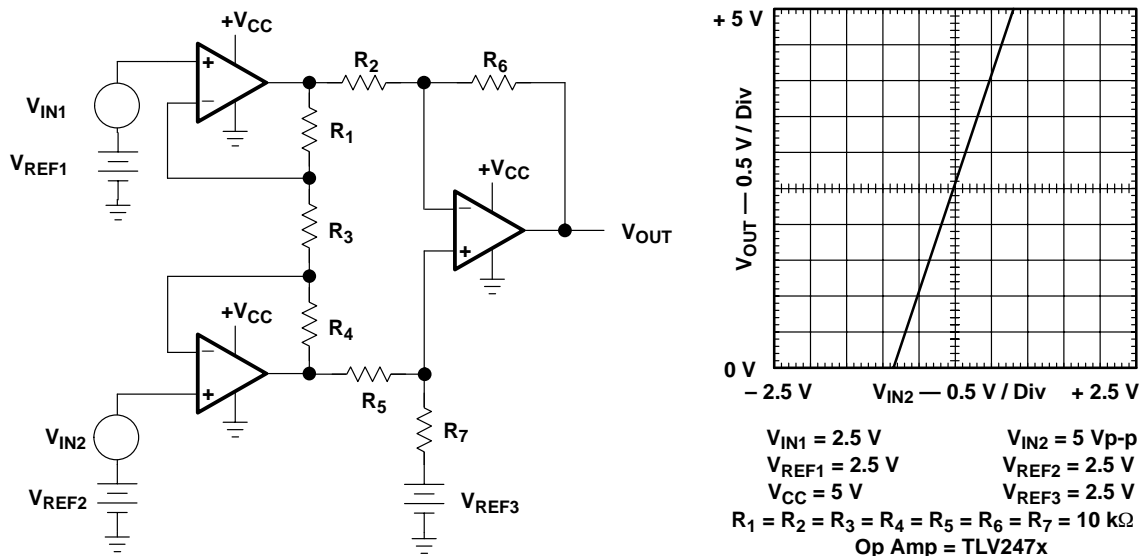 +VCC
R2
R6
VIN1
VREF1
R1
R3
+VCC
VOUT
+VCC
R4
R5
R7
VIN2
VREF2
VREF3
+ –
– +
– +
+ 5 V
VOUT — 0.5 V / Div
0 V
– 2.5 V VIN2 — 0.5 V / Div + 2.5 V
VIN1 = 2.5 V VIN2 = 5 Vp-p
VREF1 = 2.5 V VREF2 = 2.5 V
VCC = 5 V VREF3 = 2.5 V
R1 = R2 = R3 = R4 = R5 = R6 = R7 = 10 kΩ
Op Amp = TLV247x